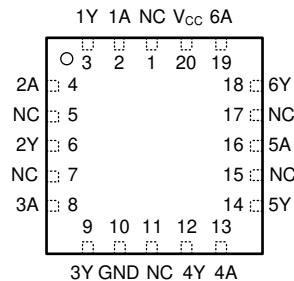 1Y 1A NC VCC 6A
3 2 1 20 19
2A 4 18 6Y
NC 5 17 NC
2Y 6 16 5A
NC 7 15 NC
3A 8 14 5Y
9 10 11 12 13
3Y GND NC 4Y 4A